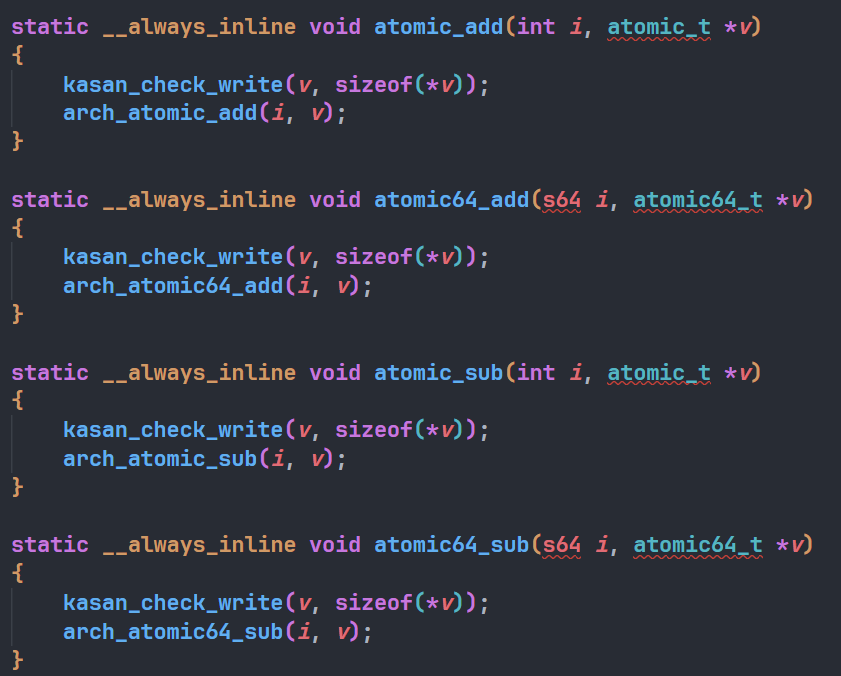 static __always_inline void atomic_add(int i, atomic_t *v)
{
    kasan_check_write(v, sizeof(*v));
    arch_atomic_add(i, v);
}

static __always_inline void atomic64_add(s64 i, atomic64_t *v)
{
    kasan_check_write(v, sizeof(*v));
    arch_atomic64_add(i, v);
}

static __always_inline void atomic_sub(int i, atomic_t *v)
{
    kasan_check_write(v, sizeof(*v));
    arch_atomic_sub(i, v);
}

static __always_inline void atomic64_sub(s64 i, atomic64_t *v)
{
    kasan_check_write(v, sizeof(*v));
    arch_atomic64_sub(i, v);
}